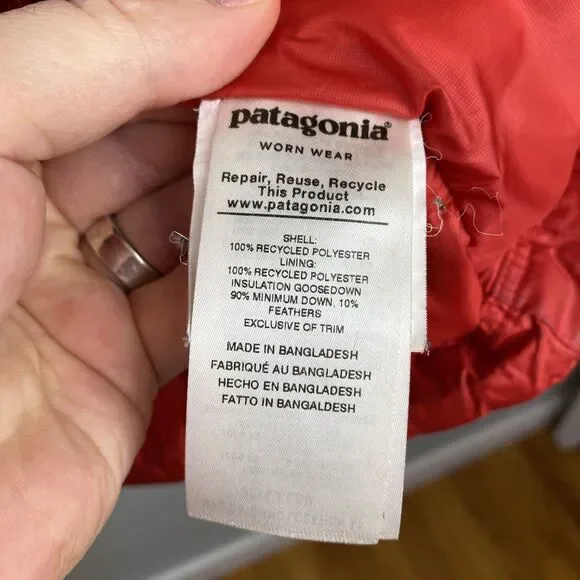 patagonia®
WORN WEAR
Repair, Reuse, Recycle
This Product
www.patagonia.com
SHELL:
100% RECYCLED POLYESTER
LINING:
100% RECYCLED POLYESTER
INSULATION GOOSEDOWN
90% MINIMUM DOWN, 10%
FEATHERS
EXCLUSIVE OF TRIM
MADE IN BANGLADESH
FABRIQUÉ AU BANGLADESH
HECHO EN BANGLADESH
FATTO IN BANGALDESH